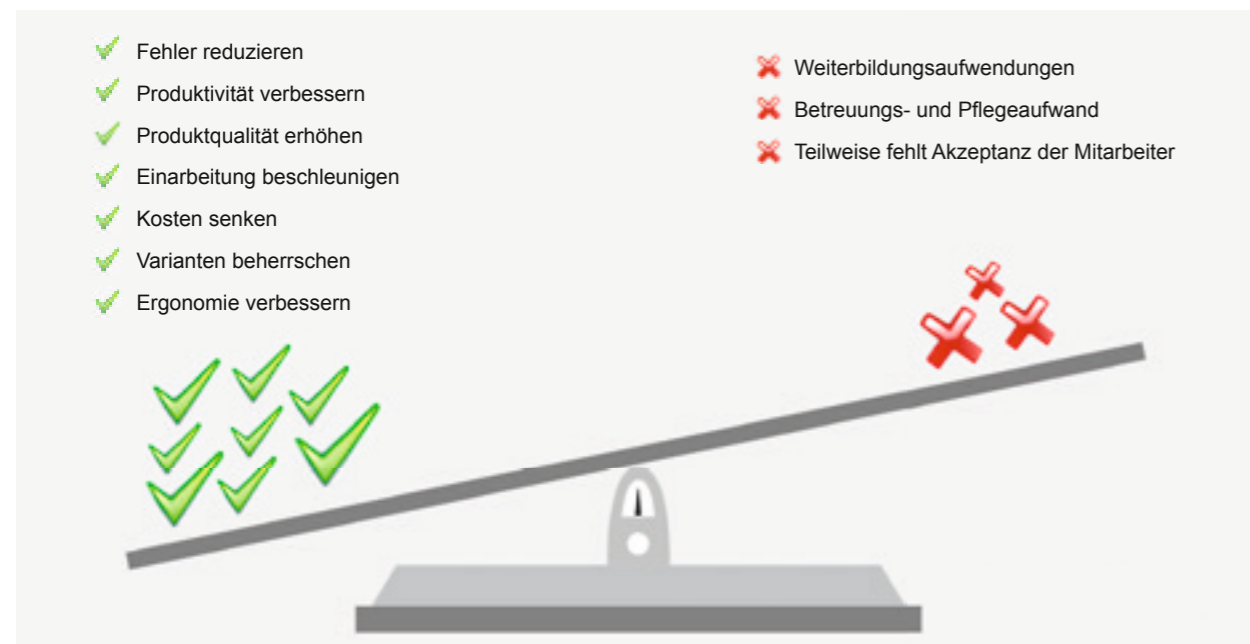 Fehler reduzieren
Produktivität verbessern
Produktqualität erhöhen
Einarbeitung beschleunigen
Kosten senken
Varianten beherrschen
Ergonomie verbessern
Weiterbildungsaufwendungen
Betreuungs- und Pflegeaufwand
Teilweise fehlt Akzeptanz der Mitarbeiter